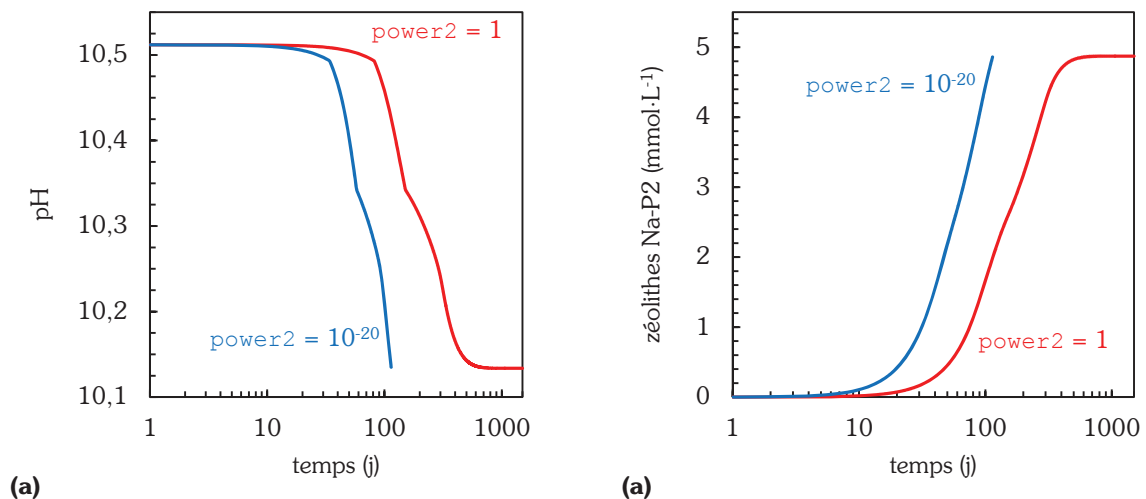 power2 = 1
10,5
10,4
10,3
10,2
10,1
pH
power2 = 10⁻²⁰
1
10
100
1000
temps (j)
(a)
5
4
3
2
1
0
zéolithes Na-P2 (mmol·L⁻¹)
power2 = 10⁻²⁰
power2 = 1
1
10
100
1000
temps (j)
(a)